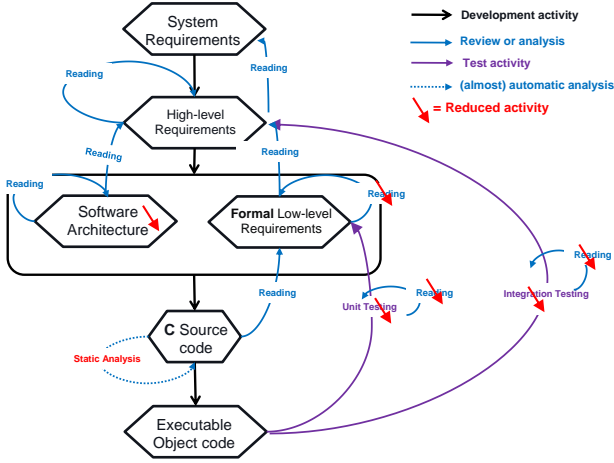 System
Requirements
Development activity
Review or analysis
Test activity
(almost) automatic analysis
= Reduced activity
Reading
Reading
High-level
Requirements
Reading
Reading
Reading
Reading
Software
Architecture
Formal Low-level
Requirements
Reading
Reading
Reading
Unit Testing
Integration Testing
C Source
code
Static Analysis
Executable
Object code